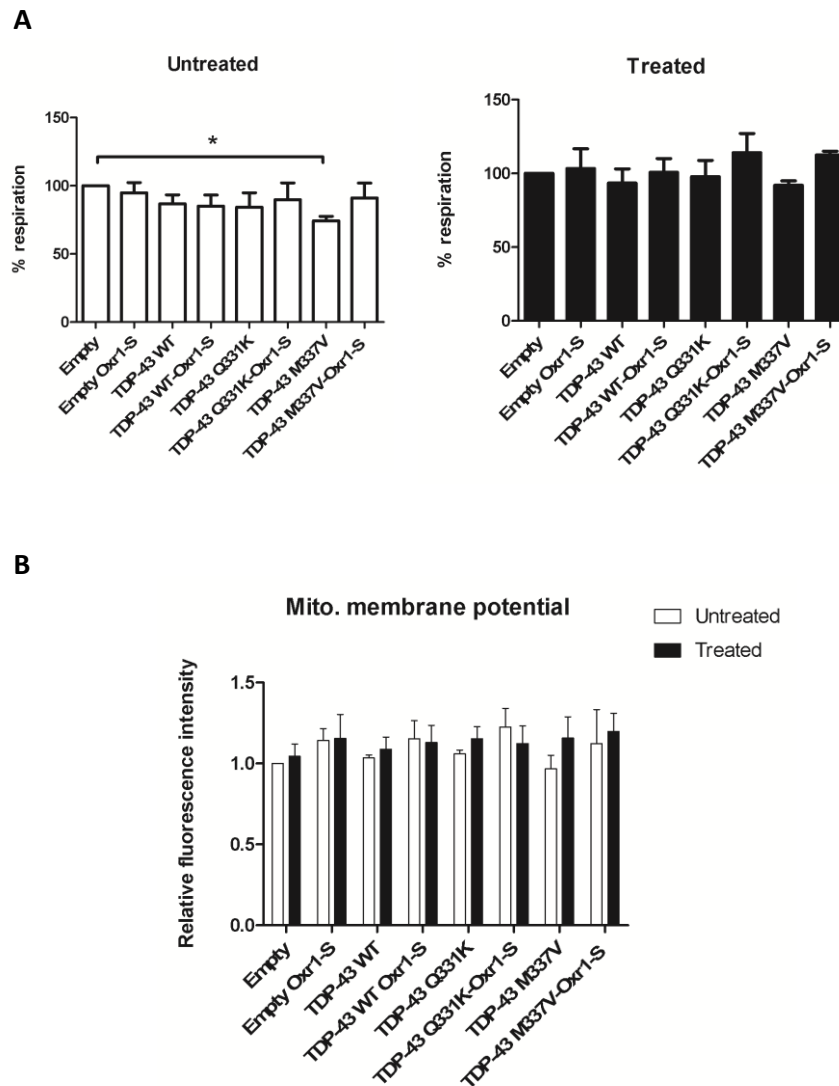 A
Untreated
150
100
50
0
% respiration
*
Empty
Empty Oxr1-S
TDP-43 WT
TDP-43 WT-Oxr1-S
TDP-43 Q331K
TDP-43 Q331K-Oxr1-S
TDP-43 M337V
TDP-43 M337V-Oxr1-S
Treated
150
100
50
0
% respiration
Empty
Empty Oxr1-S
TDP-43 WT
TDP-43 WT-Oxr1-S
TDP-43 Q331K
TDP-43 Q331K-Oxr1-S
TDP-43 M337V
TDP-43 M337V-Oxr1-S
B
Mito. membrane potential
Untreated
Treated
1.5
1.0
0.5
0.0
Relative fluorescence intensity
Empty
Empty Oxr1-S
TDP-43 WT
TDP-43 WT Oxr1-S
TDP-43 Q331K
TDP-43 Q331K-Oxr1-S
TDP-43 M337V
TDP-43 M337V-Oxr1-S